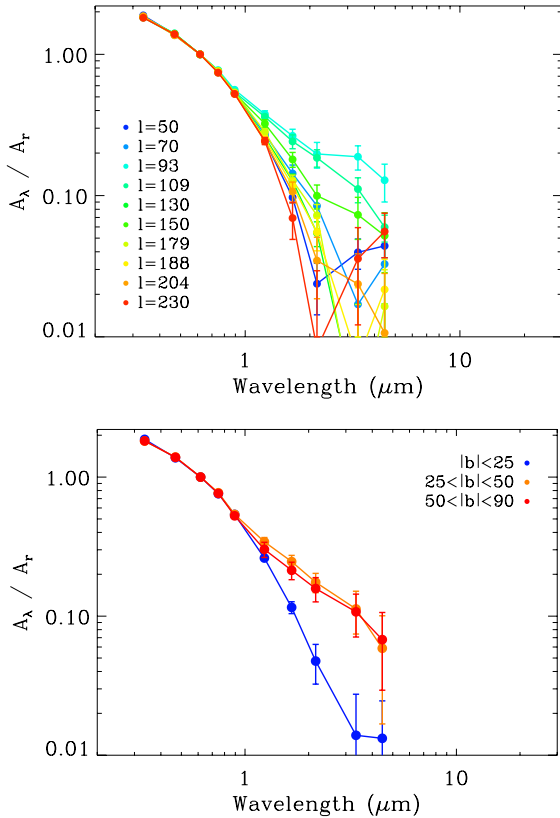 1.00
0.10
0.01
A_λ / A_r
l=50
l=70
l=93
l=109
l=130
l=150
l=179
l=188
l=204
l=230
1
10
Wavelength (μm)
1.00
0.10
0.01
A_λ / A_r
|b|<25
25<|b|<50
50<|b|<90
1
10
Wavelength (μm)